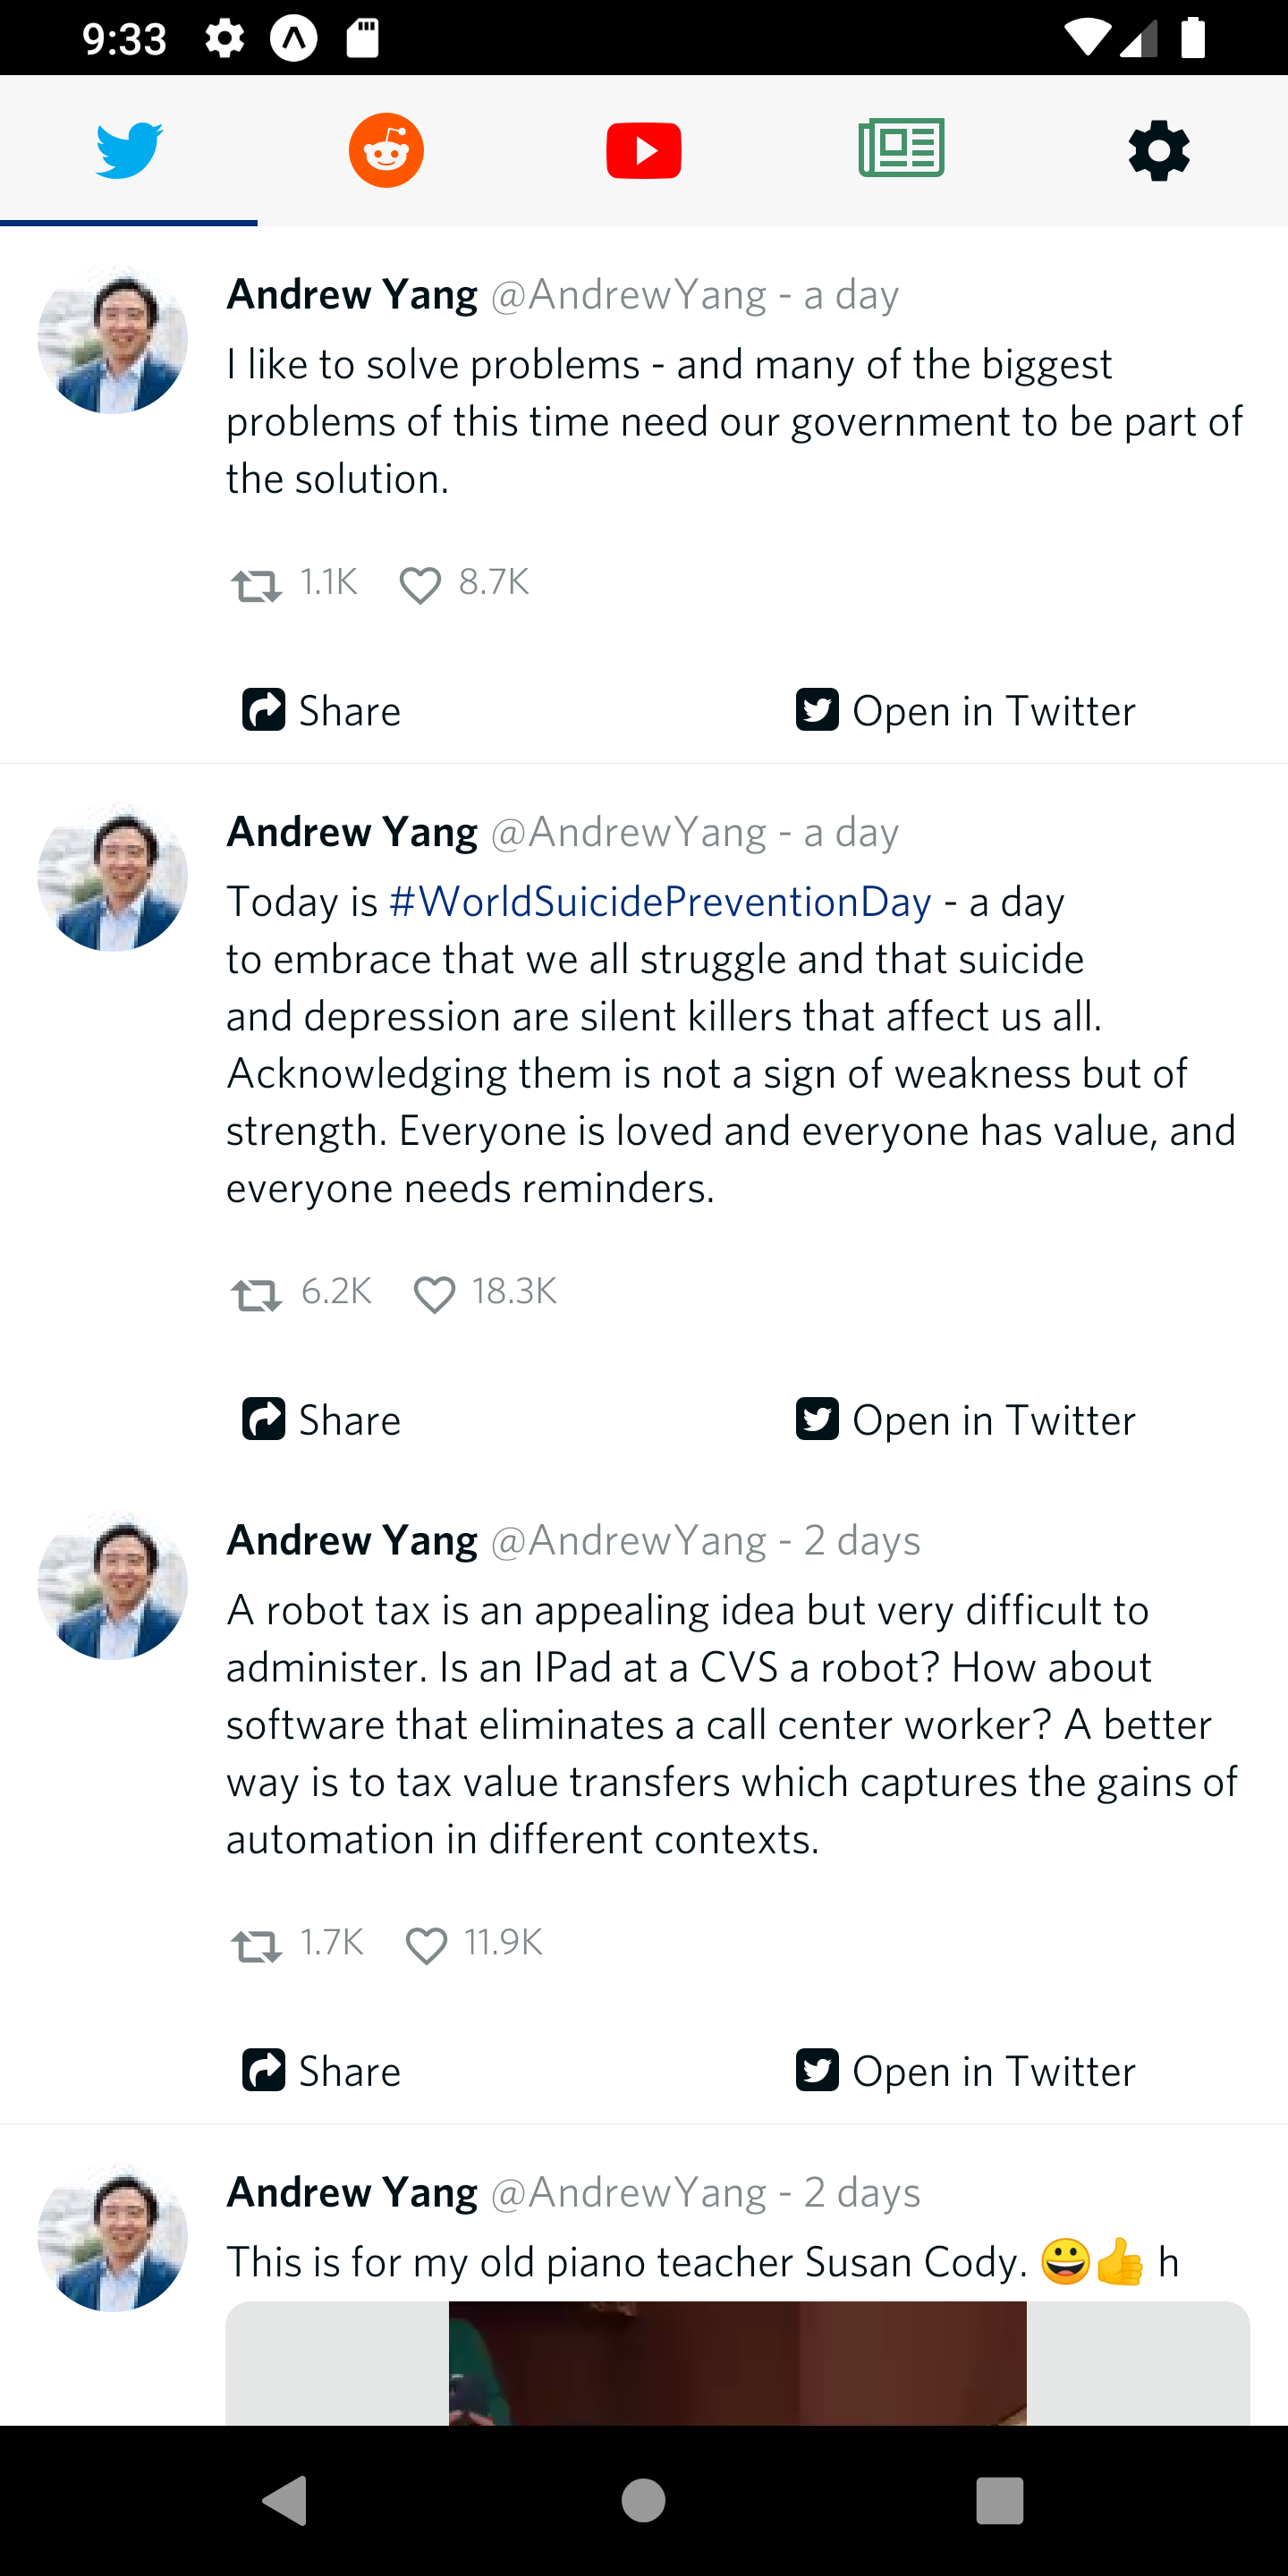 9:33
Andrew Yang @AndrewYang - a day
I like to solve problems - and many of the biggest
problems of this time need our government to be part of
the solution.
1.1K 8.7K
Share Open in Twitter
Andrew Yang @AndrewYang - a day
Today is #WorldSuicidePreventionDay - a day
to embrace that we all struggle and that suicide
and depression are silent killers that affect us all.
Acknowledging them is not a sign of weakness but of
strength. Everyone is loved and everyone has value, and
everyone needs reminders.
6.2K 18.3K
Share Open in Twitter
Andrew Yang @AndrewYang - 2 days
A robot tax is an appealing idea but very difficult to
administer. Is an IPad at a CVS a robot? How about
software that eliminates a call center worker? A better
way is to tax value transfers which captures the gains of
automation in different contexts.
1.7K 11.9K
Share Open in Twitter
Andrew Yang @AndrewYang - 2 days
This is for my old piano teacher Susan Cody. 😀👍 h